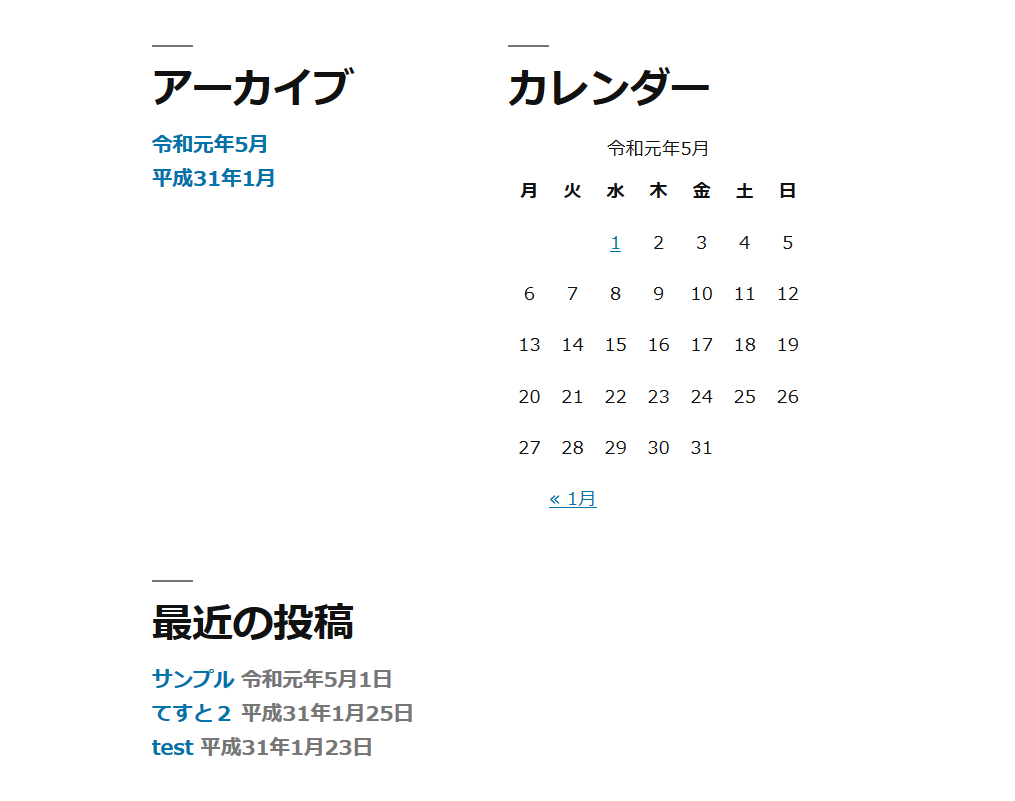 アーカイブ
令和元年5月
平成31年1月
カレンダー
令和元年5月
月 火 水 木 金 土 日
1 2 3 4 5
6 7 8 9 10 11 12
13 14 15 16 17 18 19
20 21 22 23 24 25 26
27 28 29 30 31
« 1月
最近の投稿
サンプル 令和元年5月1日
てすと２ 平成31年1月25日
test 平成31年1月23日